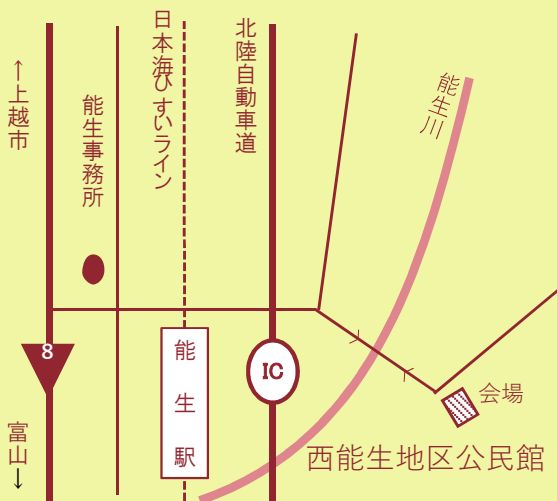 ↑上越市
能生事務所
日本海ひすいライン
北陸自動車道
能生川
8
能生駅
IC
会場
西能生地区公民館
富山↓